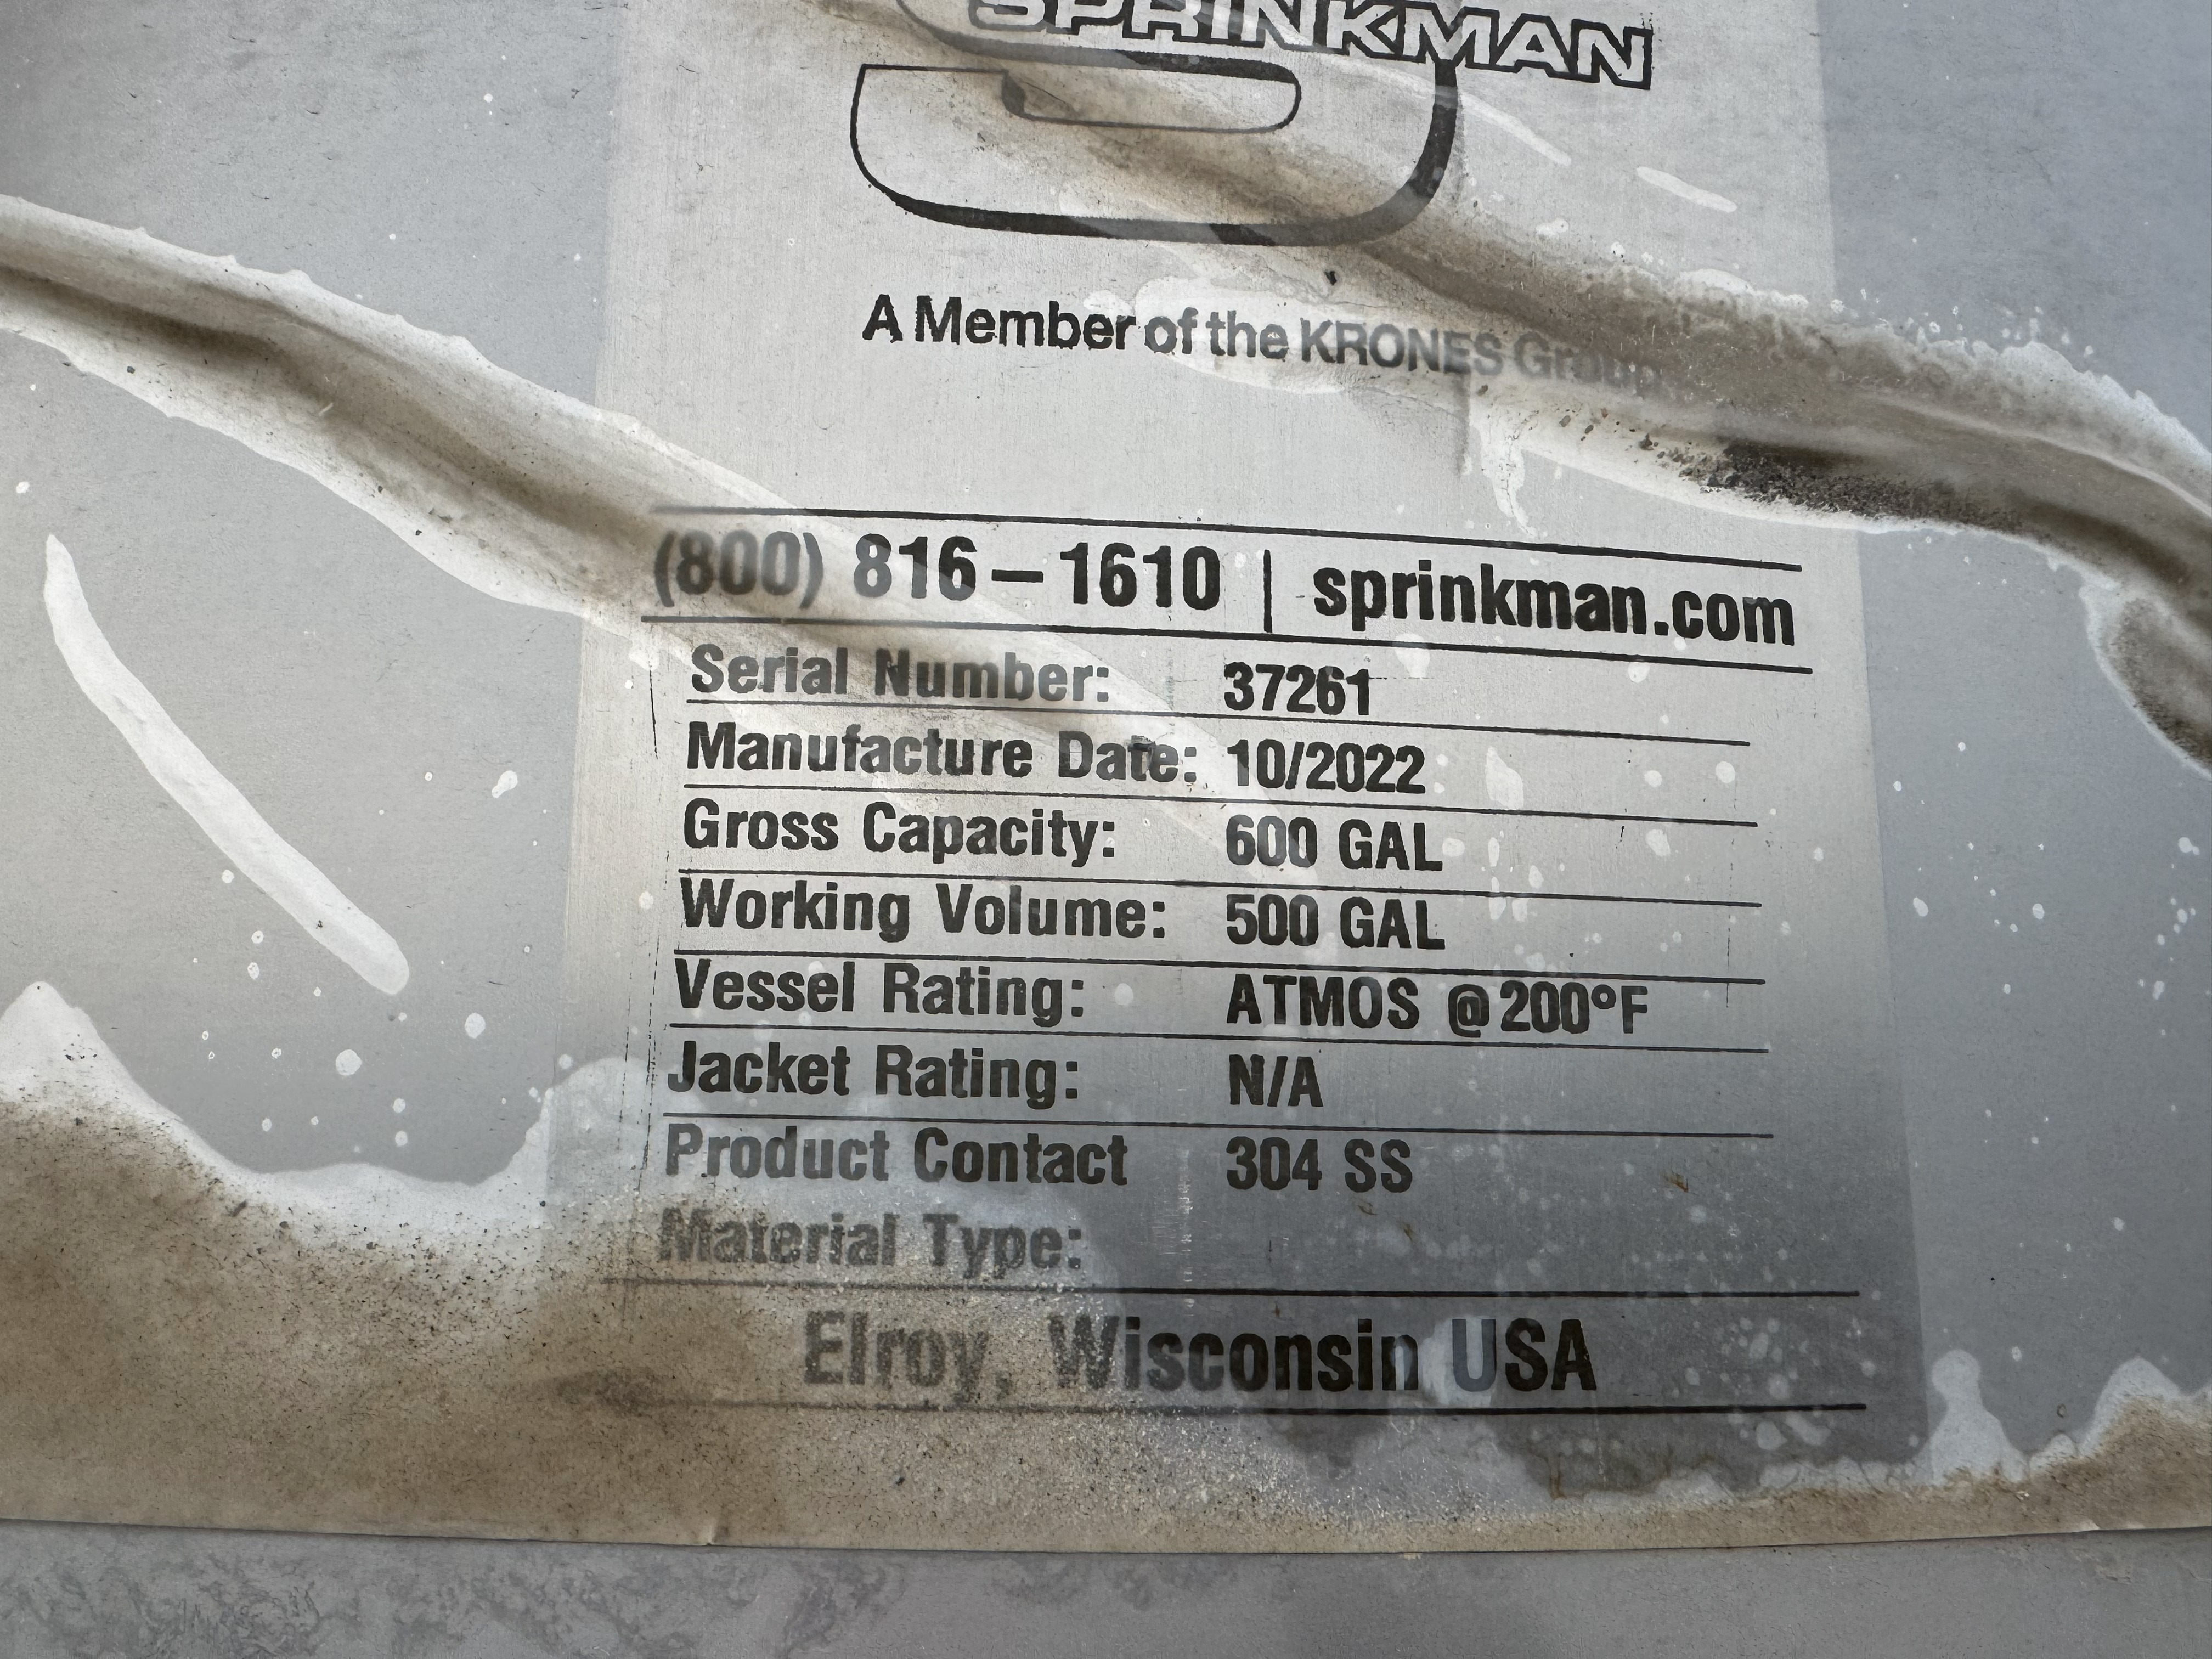 SPRINKMAN
A Member of the KRONES Group
(800) 816 – 1610 | sprinkman.com
Serial Number: 37261
Manufacture Date: 10/2022
Gross Capacity: 600 GAL
Working Volume: 500 GAL
Vessel Rating: ATMOS @200°F
Jacket Rating: N/A
Product Contact 304 SS
Material Type:
Elroy, Wisconsin USA